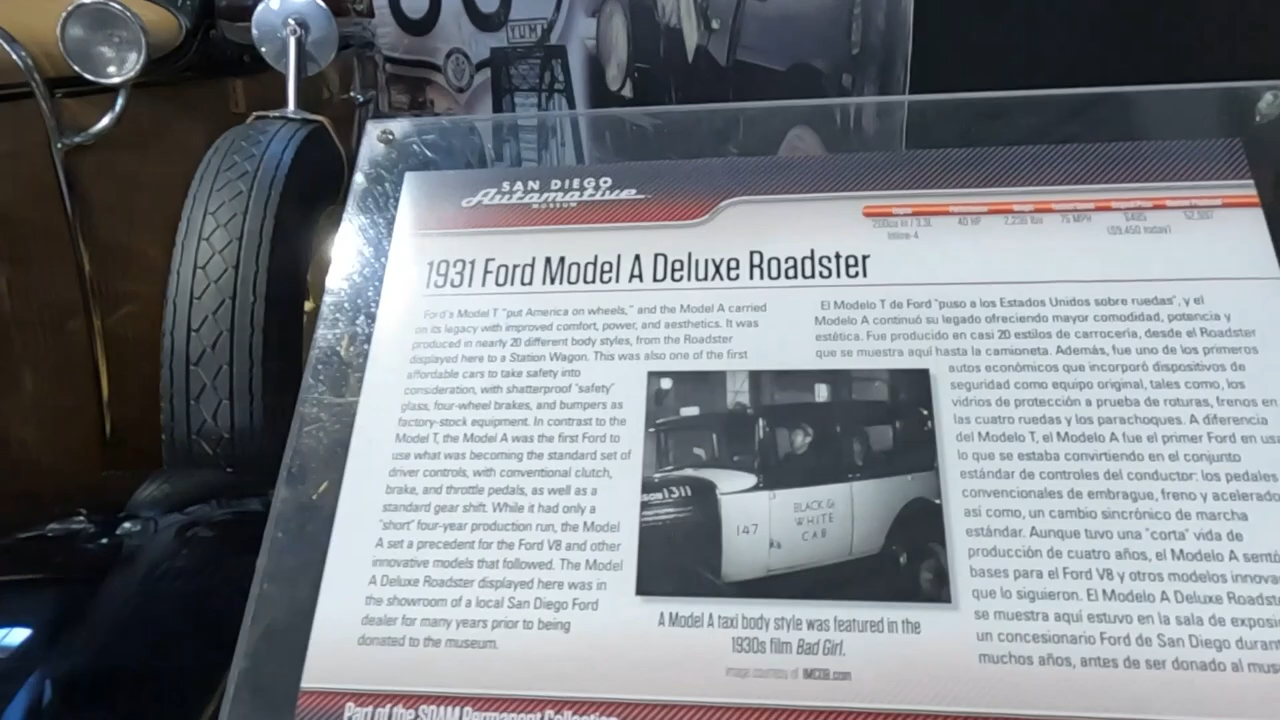 YUMA
SAN DIEGO
Automotive
MUSEUM
40 HP
75 MPH
$485
52,997
Inline-4
($9,450 today)
1931 Ford Model A Deluxe Roadster
Ford's Model T "put America on wheels," and the Model A carried
on its legacy with improved comfort, power, and aesthetics. It was
produced in nearly 20 different body styles, from the Roadster
displayed here to a Station Wagon. This was also one of the first
affordable cars to take safety into
consideration, with shatterproof "safety"
glass, four-wheel brakes, and bumpers as
factory-stock equipment. In contrast to the
Model T, the Model A was the first Ford to
use what was becoming the standard set of
driver controls, with conventional clutch,
brake, and throttle pedals, as well as a
standard gear shift. While it had only a
"short" four-year production run, the Model
A set a precedent for the Ford V8 and other
innovative models that followed. The Model
A Deluxe Roadster displayed here was in
the showroom of a local San Diego Ford
dealer for many years prior to being
donated to the museum.
1311
147
BLACK &
WHITE
CAB
A Model A taxi body style was featured in the
1930s film Bad Girl.
image courtesy of IMCDB.com
El Modelo T de Ford "puso a los Estados Unidos sobre ruedas", y el
Modelo A continuó su legado ofreciendo mayor comodidad, potencia y
estética. Fue producido en casi 20 estilos de carrocería, desde el Roadster
que se muestra aquí hasta la camioneta. Además, fue uno de los primeros
autos económicos que incorporó dispositivos de
seguridad como equipo original, tales como, los
vidrios de protección a prueba de roturas, frenos en
las cuatro ruedas y los parachoques. A diferencia
del Modelo T, el Modelo A fue el primer Ford en usa
lo que se estaba convirtiendo en el conjunto
estándar de controles del conductor: los pedales
convencionales de embrague, freno y acelerado
así como, un cambio sincrónico de marcha
estándar. Aunque tuvo una "corta" vida de
producción de cuatro años, el Modelo A sentó
bases para el Ford V8 y otros modelos innova
que lo siguieron. El Modelo A Deluxe Roadst
se muestra aquí estuvo en la sala de exposi
un concesionario Ford de San Diego durant
muchos años, antes de ser donado al mus
Part of the SDAM Permanent Collection